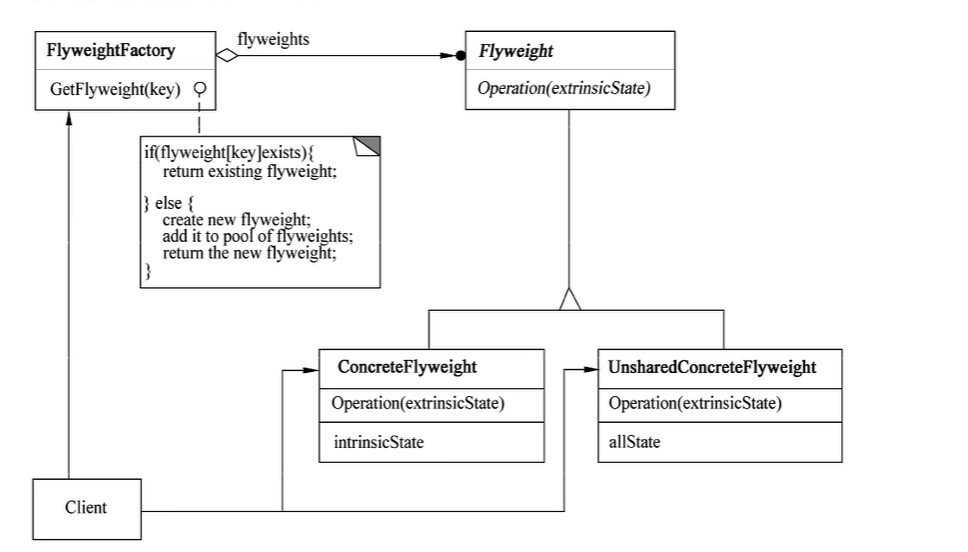 flyweights
FlyweightFactory
Flyweight
GetFlyweight(key)
Operation(extrinsicState)
if(flyweight[key]exists){
return existing flyweight;
} else {
create new flyweight;
add it to pool of flyweights;
return the new flyweight;
}
ConcreteFlyweight
Operation(extrinsicState)
intrinsicState
UnsharedConcreteFlyweight
Operation(extrinsicState)
allState
Client